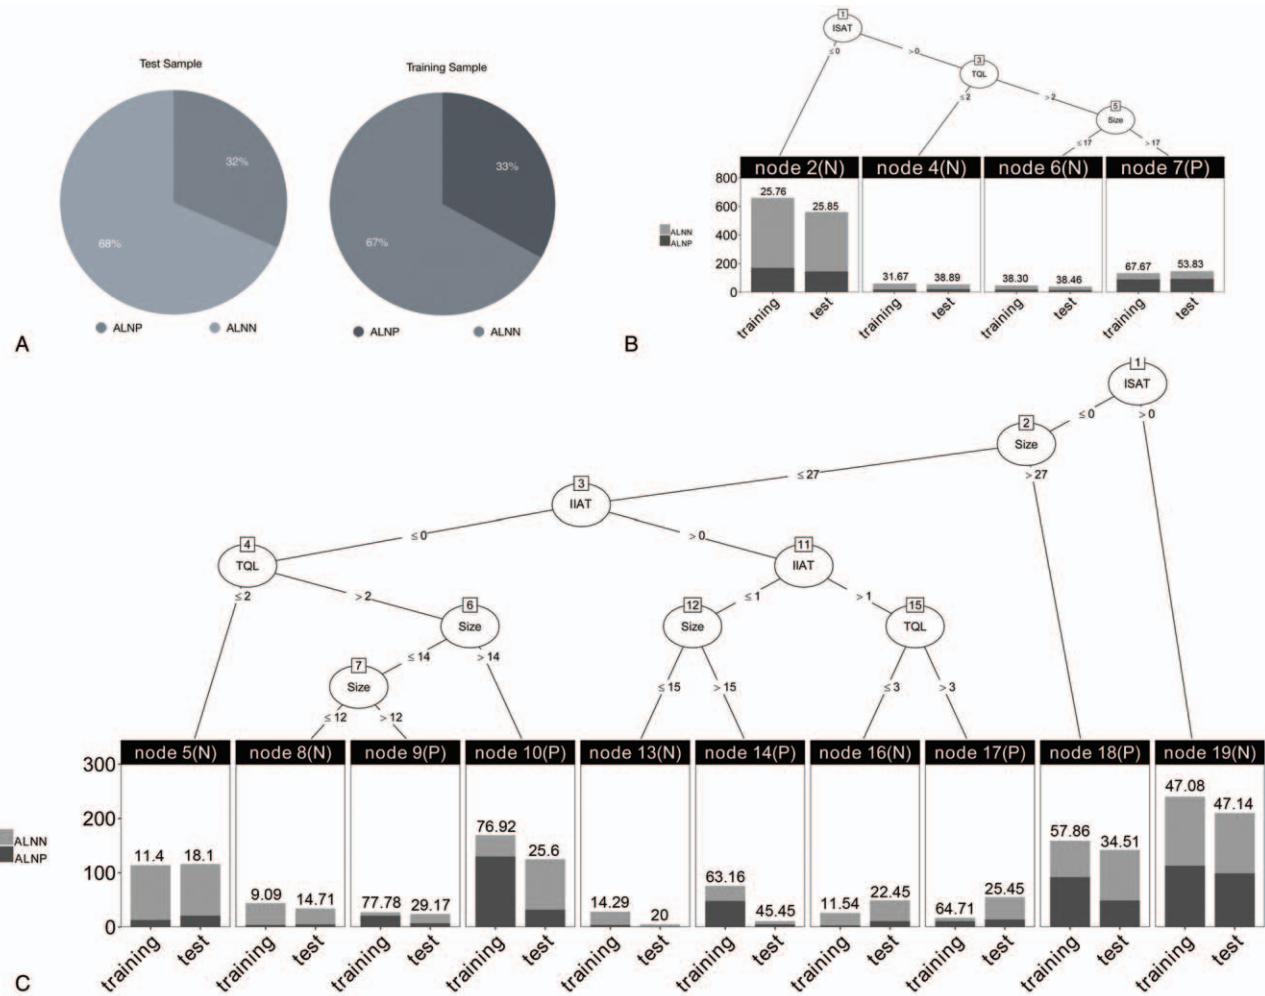 Test Sample
Training Sample
32%
68%
33%
67%
ALNP ALNN
ALNP ALNN
A
1
ISAT
≤0 >0
3
TQL
≤2 >2
5
Size
≤17 >17
node 2(N) node 4(N) node 6(N) node 7(P)
800
600
400
200
0
25.76 25.85
31.67 38.89
38.30 38.46
67.67 53.83
ALNN
ALNP
training test training test training test training test
B
1
ISAT
≤0 >0
2
Size
≤27 >27
3
IIAT
≤0 >0
4
TQL
≤2 >2
11
IIAT
≤1 >1
6
Size
≤14 >14
12
Size
≤15 >15
15
TQL
≤3 >3
7
Size
≤12 >12
node 5(N) node 8(N) node 9(P) node 10(P) node 13(N) node 14(P) node 16(N) node 17(P) node 18(P) node 19(N)
300
200
100
0
11.4 18.1
9.09 14.71
77.78 29.17
76.92 25.6
14.29 20
63.16 45.45
11.54 22.45
64.71 25.45
57.86 34.51
47.08 47.14
ALNN
ALNP
training test training test training test training test training test training test training test training test training test training test
C